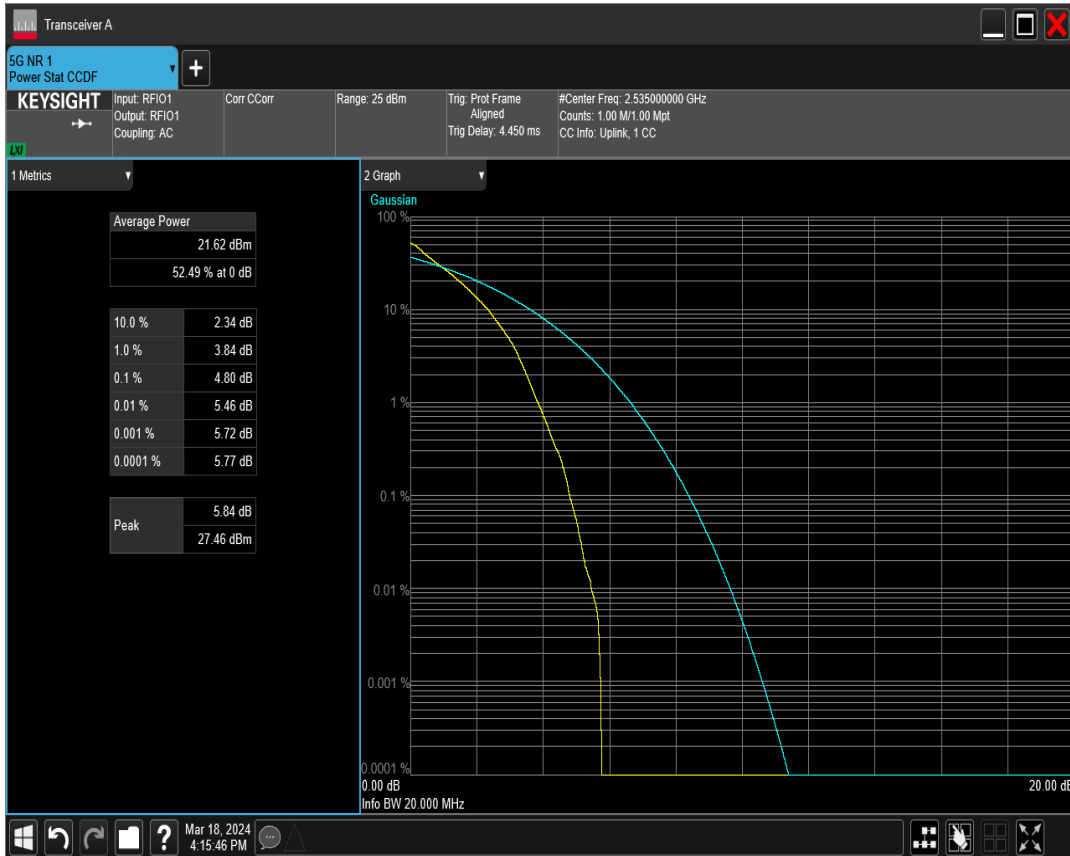 Transceiver A
5G NR 1
Power Stat CCDF
KEYSIGHT
LXI
Input: RFIO1
Output: RFIO1
Coupling: AC
Corr CCorr
Range: 25 dBm
Trig: Prot Frame
Aligned
Trig Delay: 4.450 ms
#Center Freq: 2.535000000 GHz
Counts: 1.00 M/1.00 Mpt
CC Info: Uplink, 1 CC
1 Metrics
Average Power
21.62 dBm
52.49 % at 0 dB
10.0 % 2.34 dB
1.0 % 3.84 dB
0.1 % 4.80 dB
0.01 % 5.46 dB
0.001 % 5.72 dB
0.0001 % 5.77 dB
Peak
5.84 dB
27.46 dBm
2 Graph
Gaussian
100 %
10 %
1 %
0.1 %
0.01 %
0.001 %
0.0001 %
0.00 dB 20.00 dB
Info BW 20.000 MHz
Mar 18, 2024
4:15:46 PM